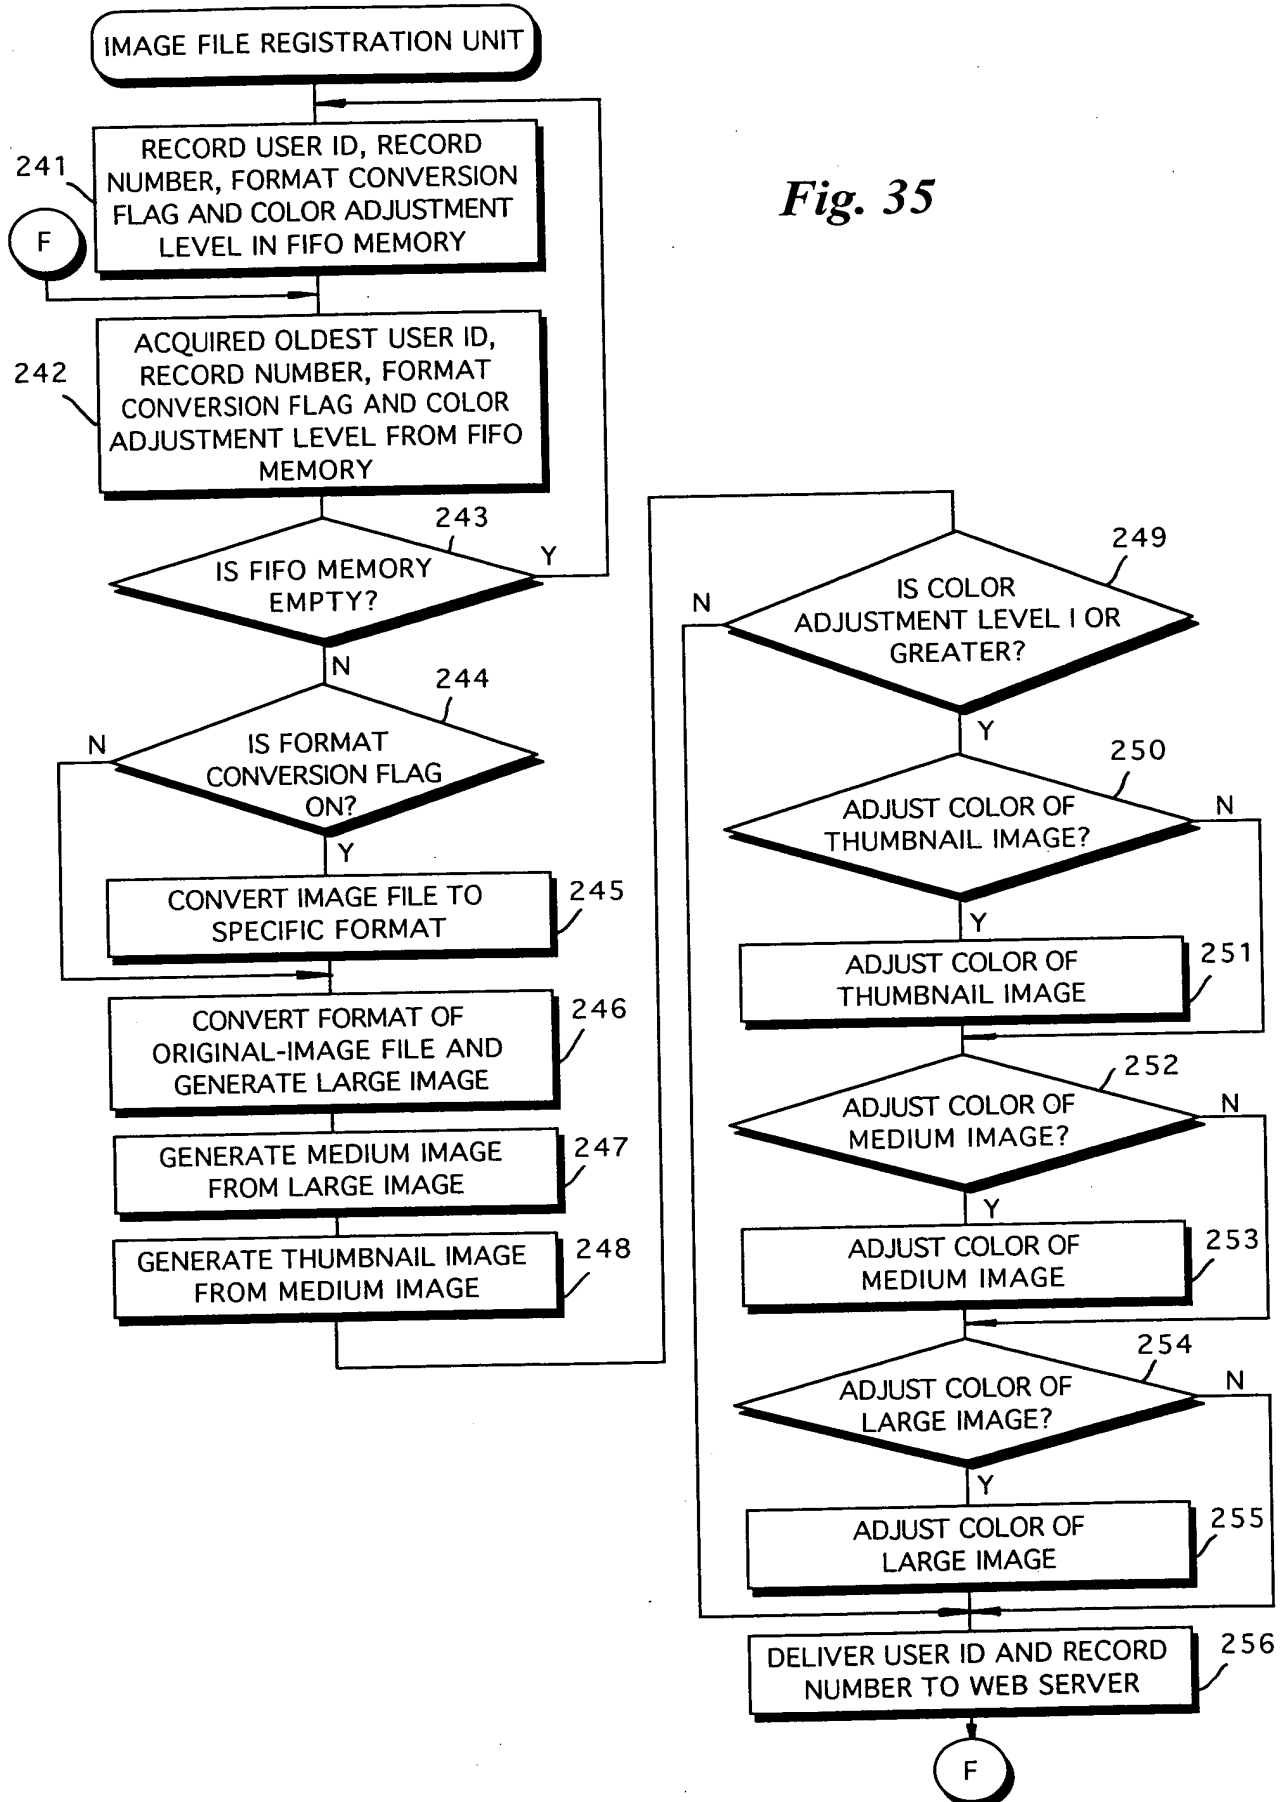 IMAGE FILE REGISTRATION UNIT
241
RECORD USER ID, RECORD
NUMBER, FORMAT CONVERSION
FLAG AND COLOR ADJUSTMENT
LEVEL IN FIFO MEMORY
F
242
ACQUIRED OLDEST USER ID,
RECORD NUMBER, FORMAT
CONVERSION FLAG AND COLOR
ADJUSTMENT LEVEL FROM FIFO
MEMORY
243
IS FIFO MEMORY
EMPTY?
Y
N
244
IS FORMAT
CONVERSION FLAG
ON?
N
Y
CONVERT IMAGE FILE TO
SPECIFIC FORMAT
245
CONVERT FORMAT OF
ORIGINAL-IMAGE FILE AND
GENERATE LARGE IMAGE
246
GENERATE MEDIUM IMAGE
FROM LARGE IMAGE
247
GENERATE THUMBNAIL IMAGE
FROM MEDIUM IMAGE
248
Fig. 35
249
IS COLOR
ADJUSTMENT LEVEL I OR
GREATER?
N
Y
250
ADJUST COLOR OF
THUMBNAIL IMAGE?
N
Y
ADJUST COLOR OF
THUMBNAIL IMAGE
251
252
ADJUST COLOR OF
MEDIUM IMAGE?
N
Y
ADJUST COLOR OF
MEDIUM IMAGE
253
254
ADJUST COLOR OF
LARGE IMAGE?
N
Y
ADJUST COLOR OF
LARGE IMAGE
255
DELIVER USER ID AND RECORD
NUMBER TO WEB SERVER
256
F